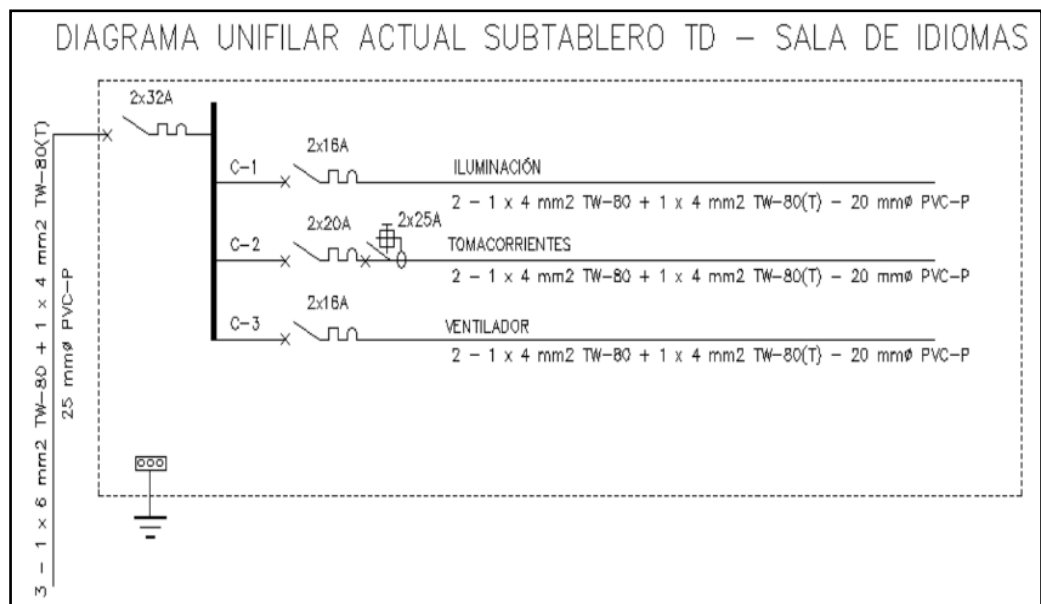 DIAGRAMA UNIFILAR ACTUAL SUBTABLERO TD – SALA DE IDIOMAS
3 – 1 x 6 mm2 TW–80 + 1 x 4 mm2 TW–80(T)
25 mmø PVC–P
2x32A
C–1
2x16A
ILUMINACIÓN
2 – 1 x 4 mm2 TW–80 + 1 x 4 mm2 TW–80(T) – 20 mmø PVC–P
C–2
2x20A
2x25A
TOMACORRIENTES
2 – 1 x 4 mm2 TW–80 + 1 x 4 mm2 TW–80(T) – 20 mmø PVC–P
C–3
2x16A
VENTILADOR
2 – 1 x 4 mm2 TW–80 + 1 x 4 mm2 TW–80(T) – 20 mmø PVC–P